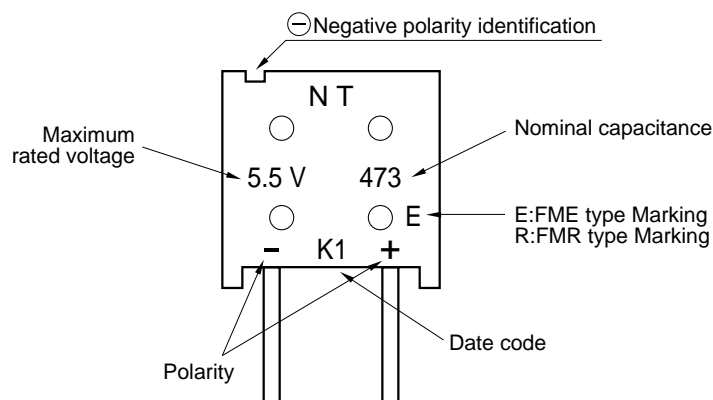 ⊖Negative polarity identification
N T
Maximum
rated voltage
5.5 V
473
Nominal capacitance
E
E:FME type Marking
R:FMR type Marking
−
K1
+
Polarity
Date code